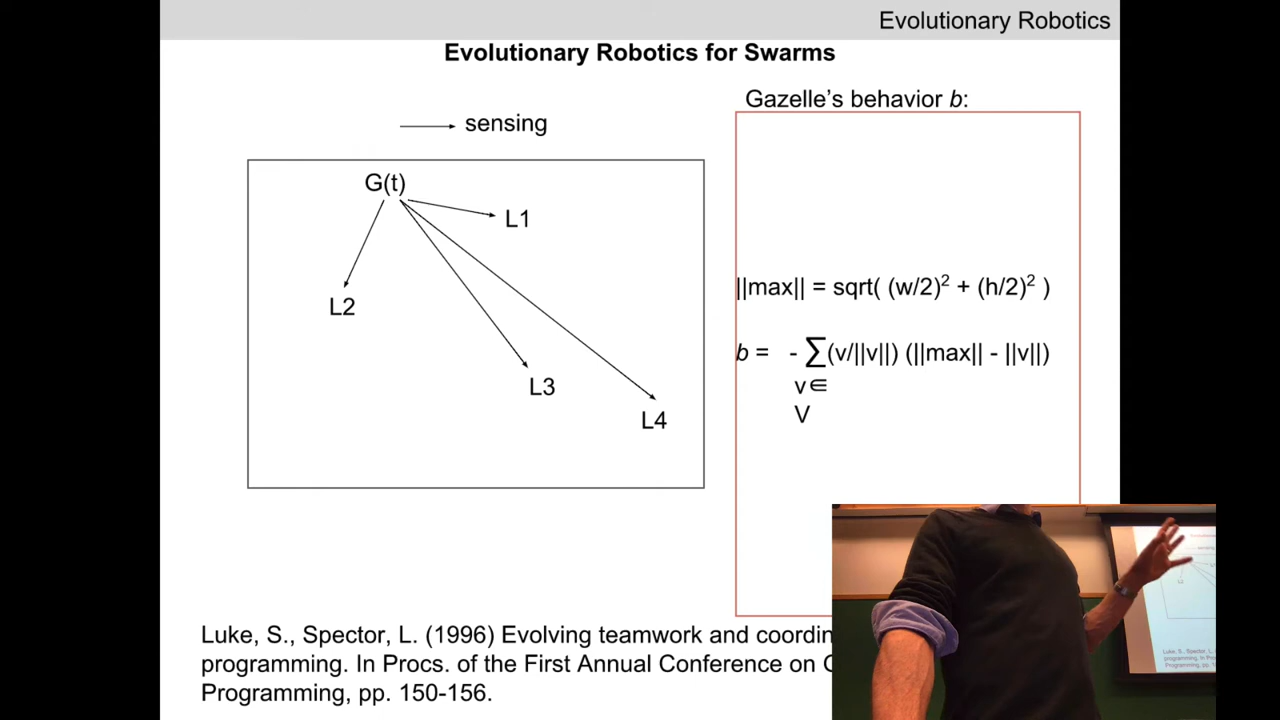 Evolutionary Robotics
Evolutionary Robotics for Swarms
Gazelle’s behavior b:
sensing
G(t)
L1
L2
L3
L4
||max|| = sqrt( (w/2)² + (h/2)² )
b = - ∑(v/||v||) (||max|| - ||v||)
v∈
V
Luke, S., Spector, L. (1996) Evolving teamwork and
programming. In Procs. of the First Annual Conference on
Programming, pp. 150-156.